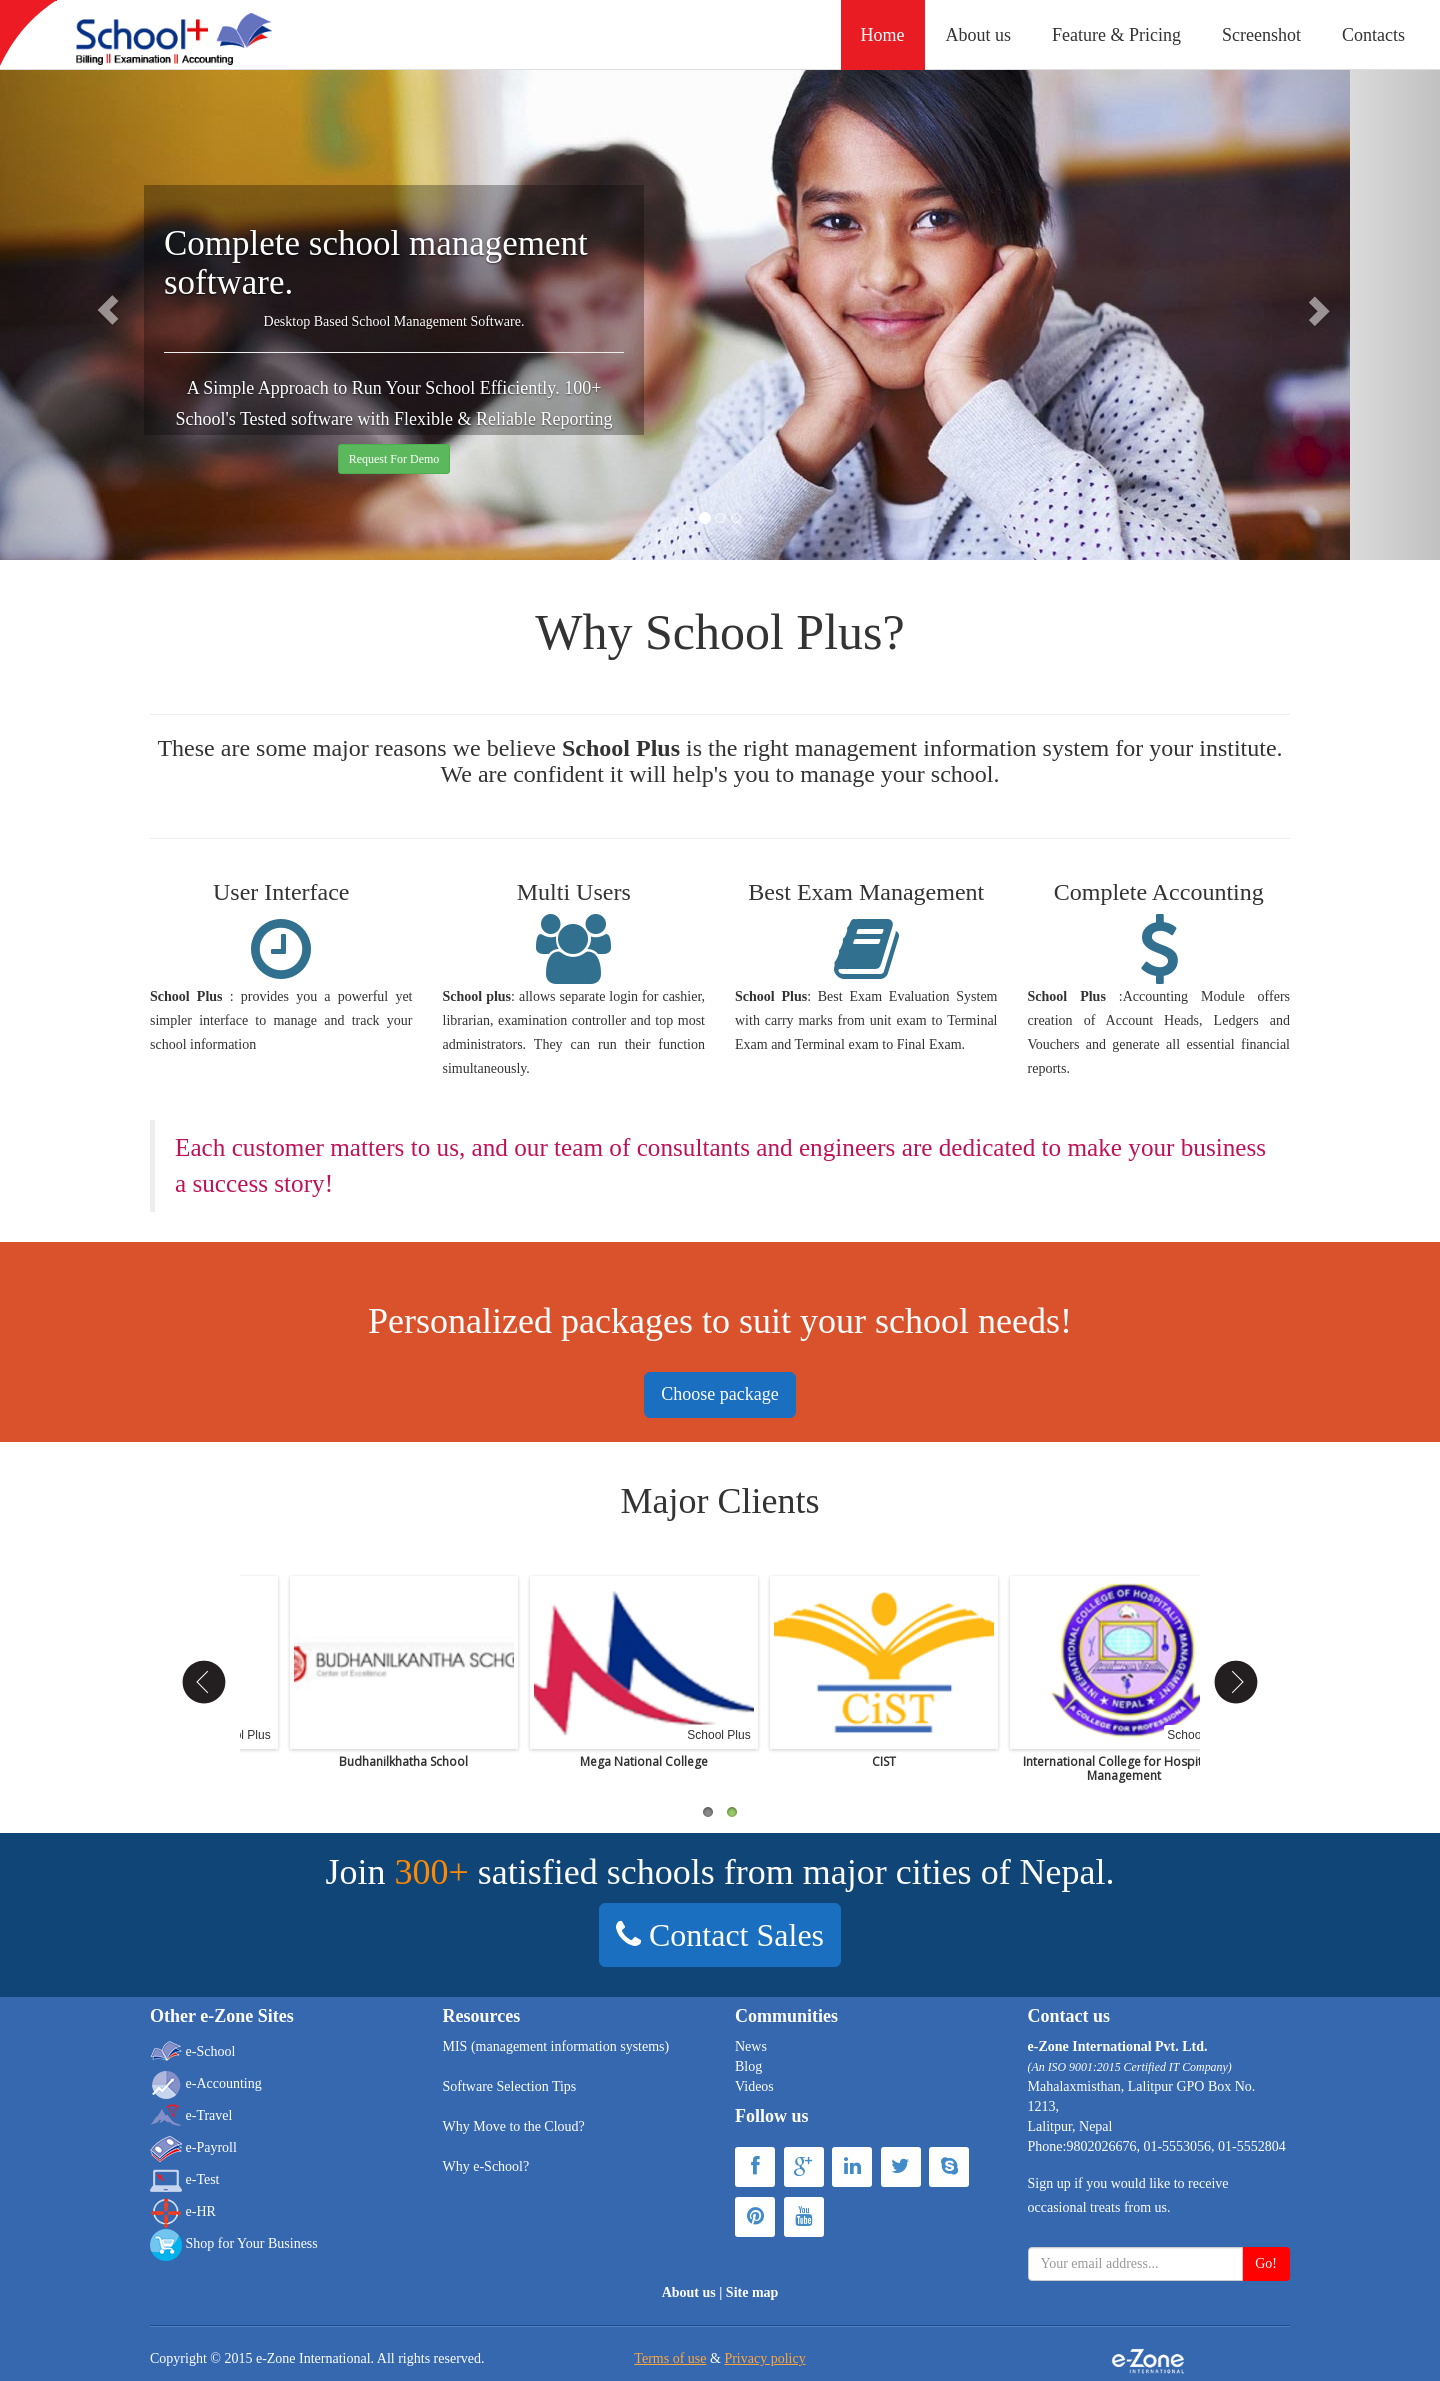 School+
Billing || Examination || Accounting
Home
About us
Feature & Pricing
Screenshot
Contacts
Complete school management
software.
Desktop Based School Management Software.
A Simple Approach to Run Your School Efficiently. 100+
School's Tested software with Flexible & Reliable Reporting
Request For Demo
Why School Plus?
These are some major reasons we believe School Plus is the right management information system for your institute.
We are confident it will help's you to manage your school.
User Interface
School Plus : provides you a powerful yet
simpler interface to manage and track your
school information
Multi Users
School plus: allows separate login for cashier,
librarian, examination controller and top most
administrators. They can run their function
simultaneously.
Best Exam Management
School Plus: Best Exam Evaluation System
with carry marks from unit exam to Terminal
Exam and Terminal exam to Final Exam.
Complete Accounting
School Plus :Accounting Module offers
creation of Account Heads, Ledgers and
Vouchers and generate all essential financial
reports.
Each customer matters to us, and our team of consultants and engineers are dedicated to make your business
a success story!
Personalized packages to suit your school needs!
Choose package
Major Clients
ol Plus
BUDHANILKANTHA SCHO
Center of Excellence
Budhanilkhatha School
School Plus
Mega National College
CiST
CIST
INTERNATIONAL COLLEGE OF HOSPITALITY MANAGEMENT
NEPAL
A COLLEGE FOR PROFESSIONA
Schoo
International College for Hospit
Management
Join 300+ satisfied schools from major cities of Nepal.
Contact Sales
Other e-Zone Sites
e-School
e-Accounting
e-Travel
e-Payroll
e-Test
e-HR
Shop for Your Business
Resources
MIS (management information systems)
Software Selection Tips
Why Move to the Cloud?
Why e-School?
Communities
News
Blog
Videos
Follow us
You
Tube
Contact us
e-Zone International Pvt. Ltd.
(An ISO 9001:2015 Certified IT Company)
Mahalaxmisthan, Lalitpur GPO Box No.
1213,
Lalitpur, Nepal
Phone:9802026676, 01-5553056, 01-5552804
Sign up if you would like to receive
occasional treats from us.
Your email address...
Go!
About us | Site map
Copyright © 2015 e-Zone International. All rights reserved.
Terms of use & Privacy policy
e-Zone
INTERNATIONAL